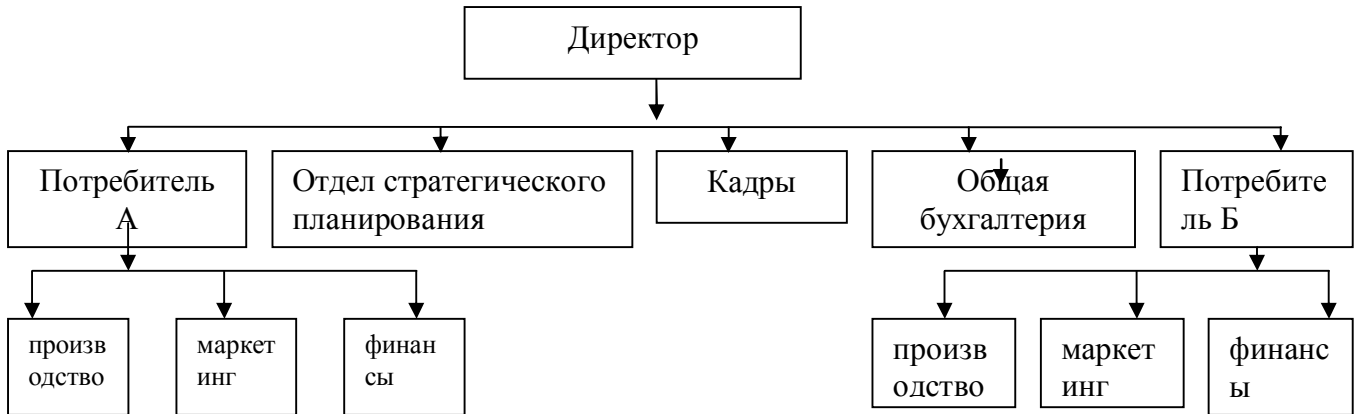 Директор
Потребитель
А
Отдел стратегического
планирования
Кадры
Общая
бухгалтерия
Потребите
ль Б
произв
одство
маркет
инг
финан
сы
произв
одство
маркет
инг
финанс
ы